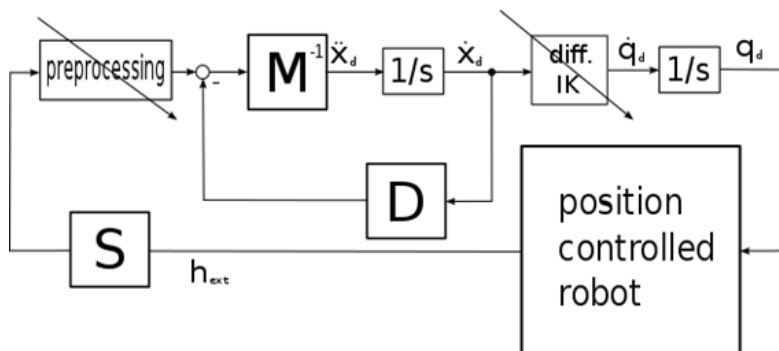 preprocessing
-
M⁻¹
ẍd
1/s
ẋd
diff.
IK
q̇d
1/s
qd
D
S
hext
position
controlled
robot